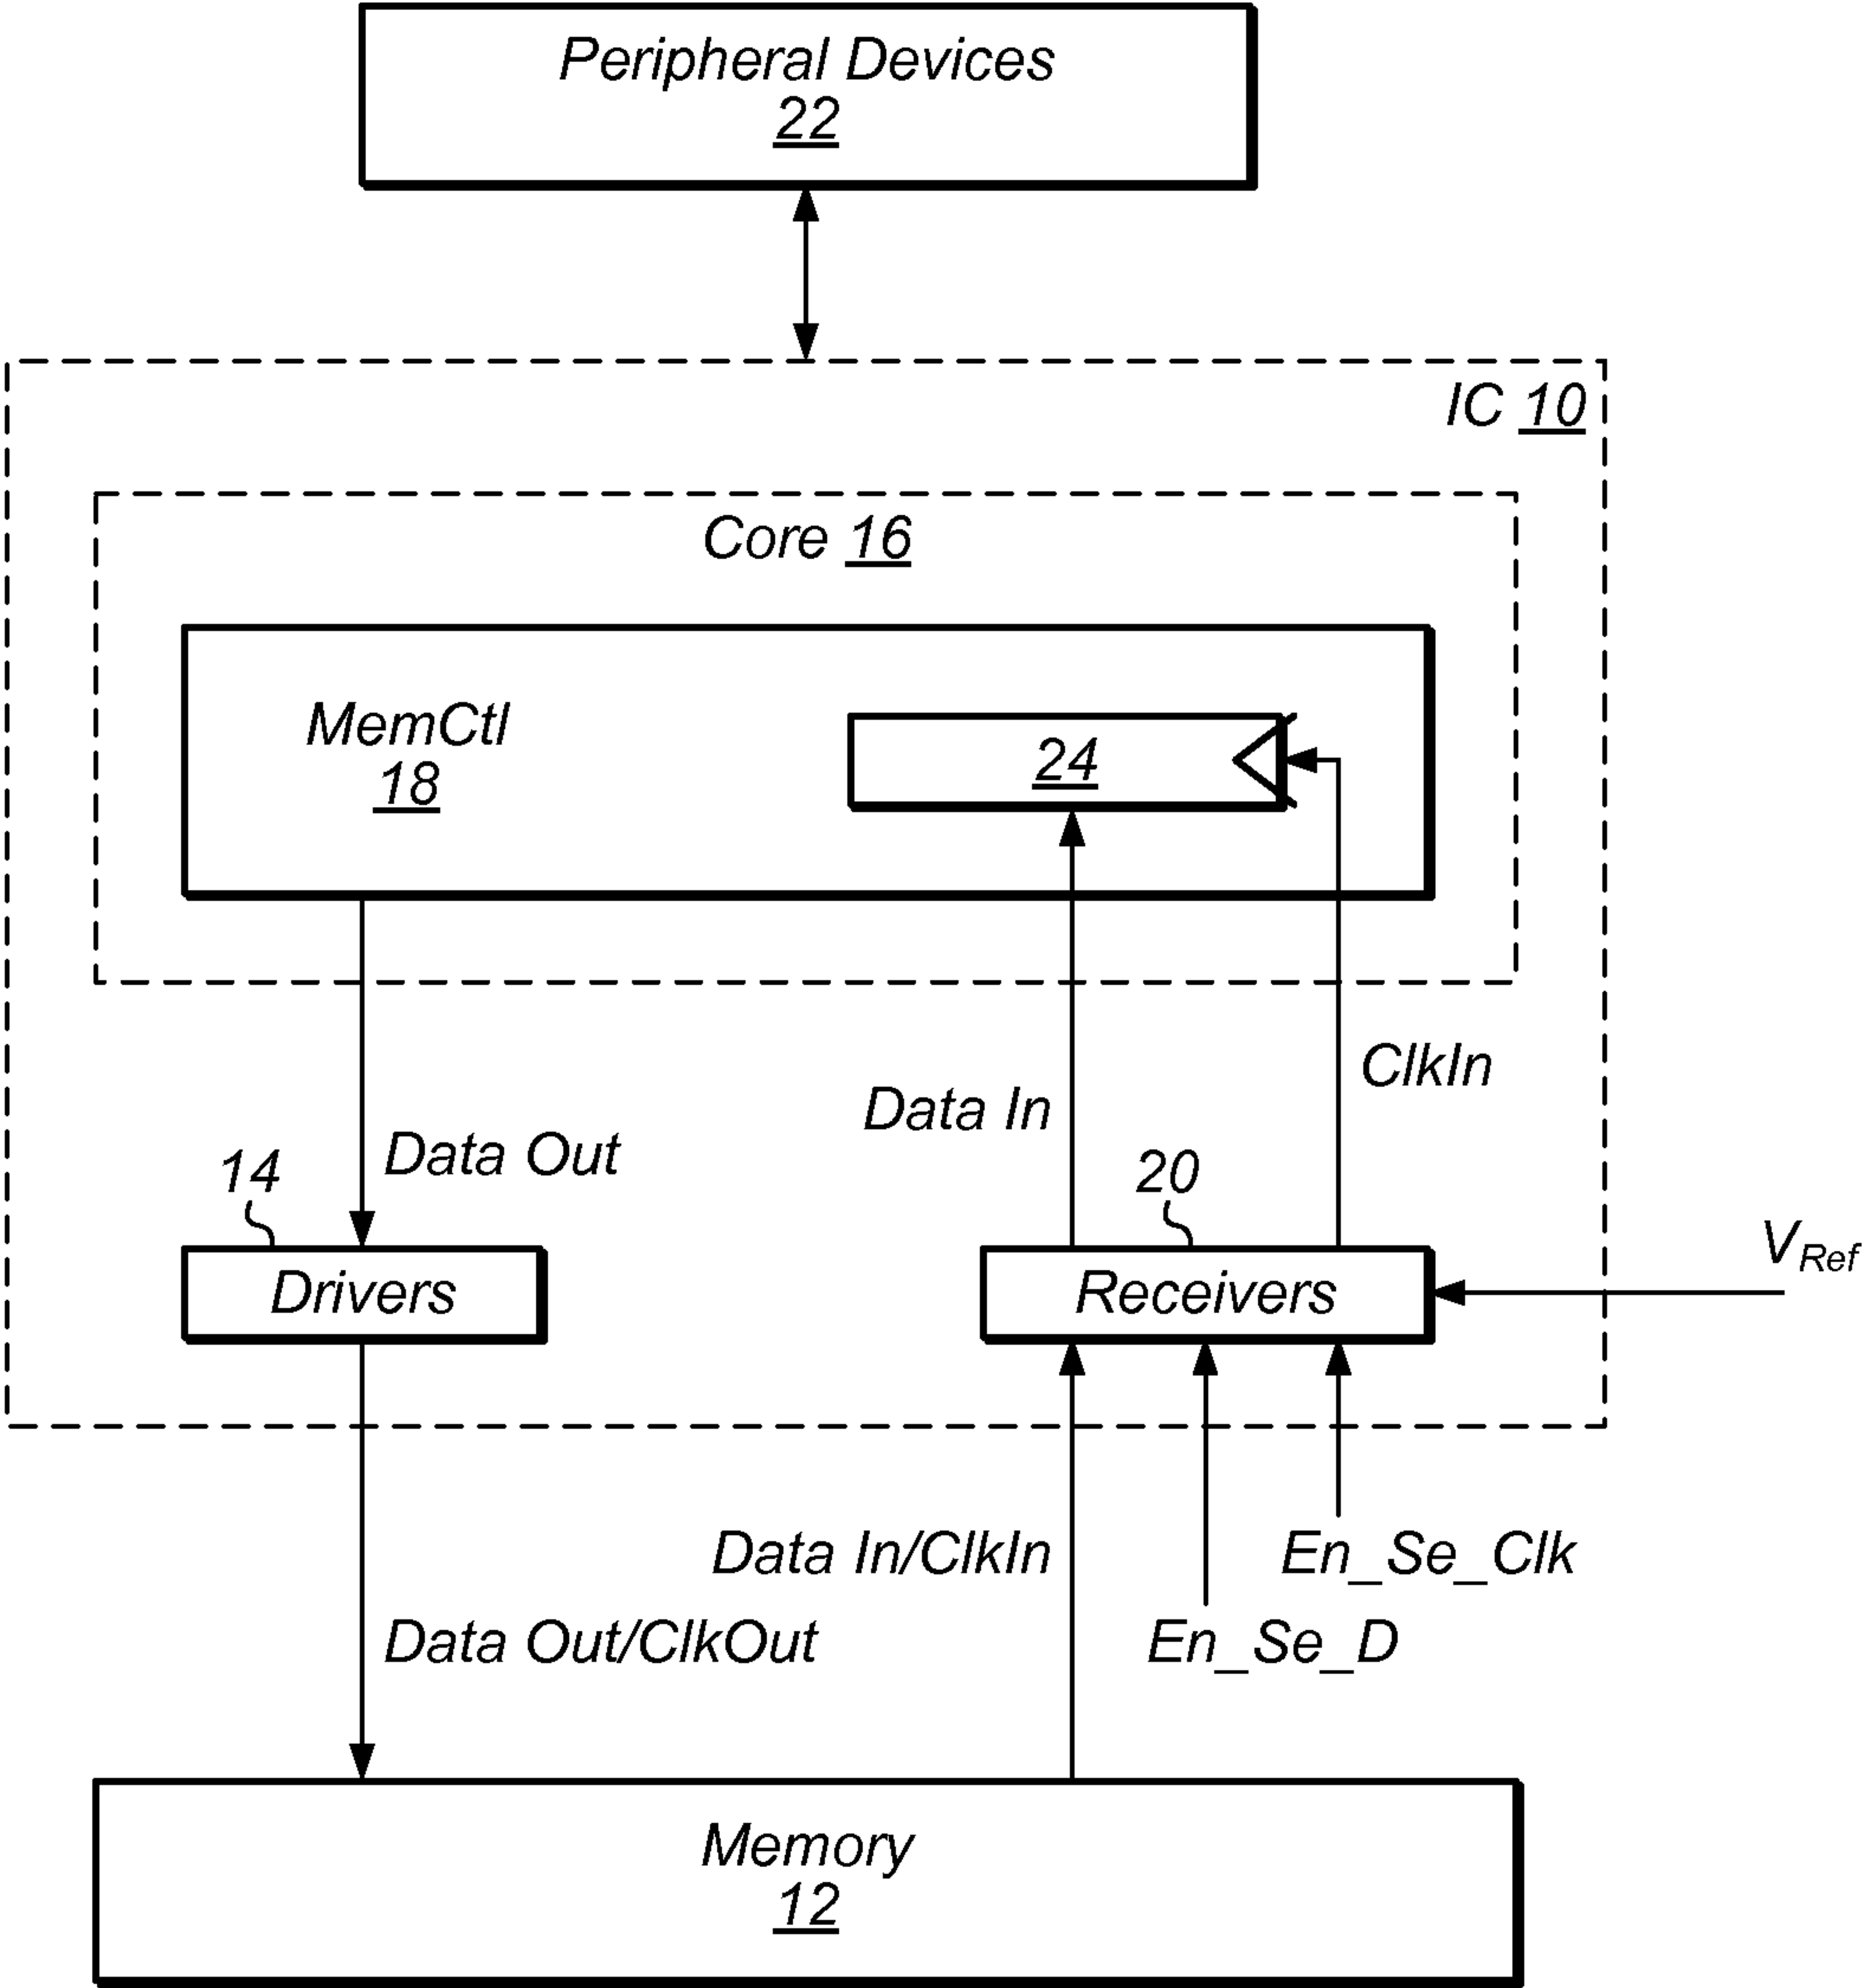 Peripheral Devices
22
IC 10
Core 16
MemCtl
18
24
ClkIn
Data In
Data Out
14
20
Drivers
Receivers
VRef
Data In/ClkIn
En_Se_Clk
Data Out/ClkOut
En_Se_D
Memory
12